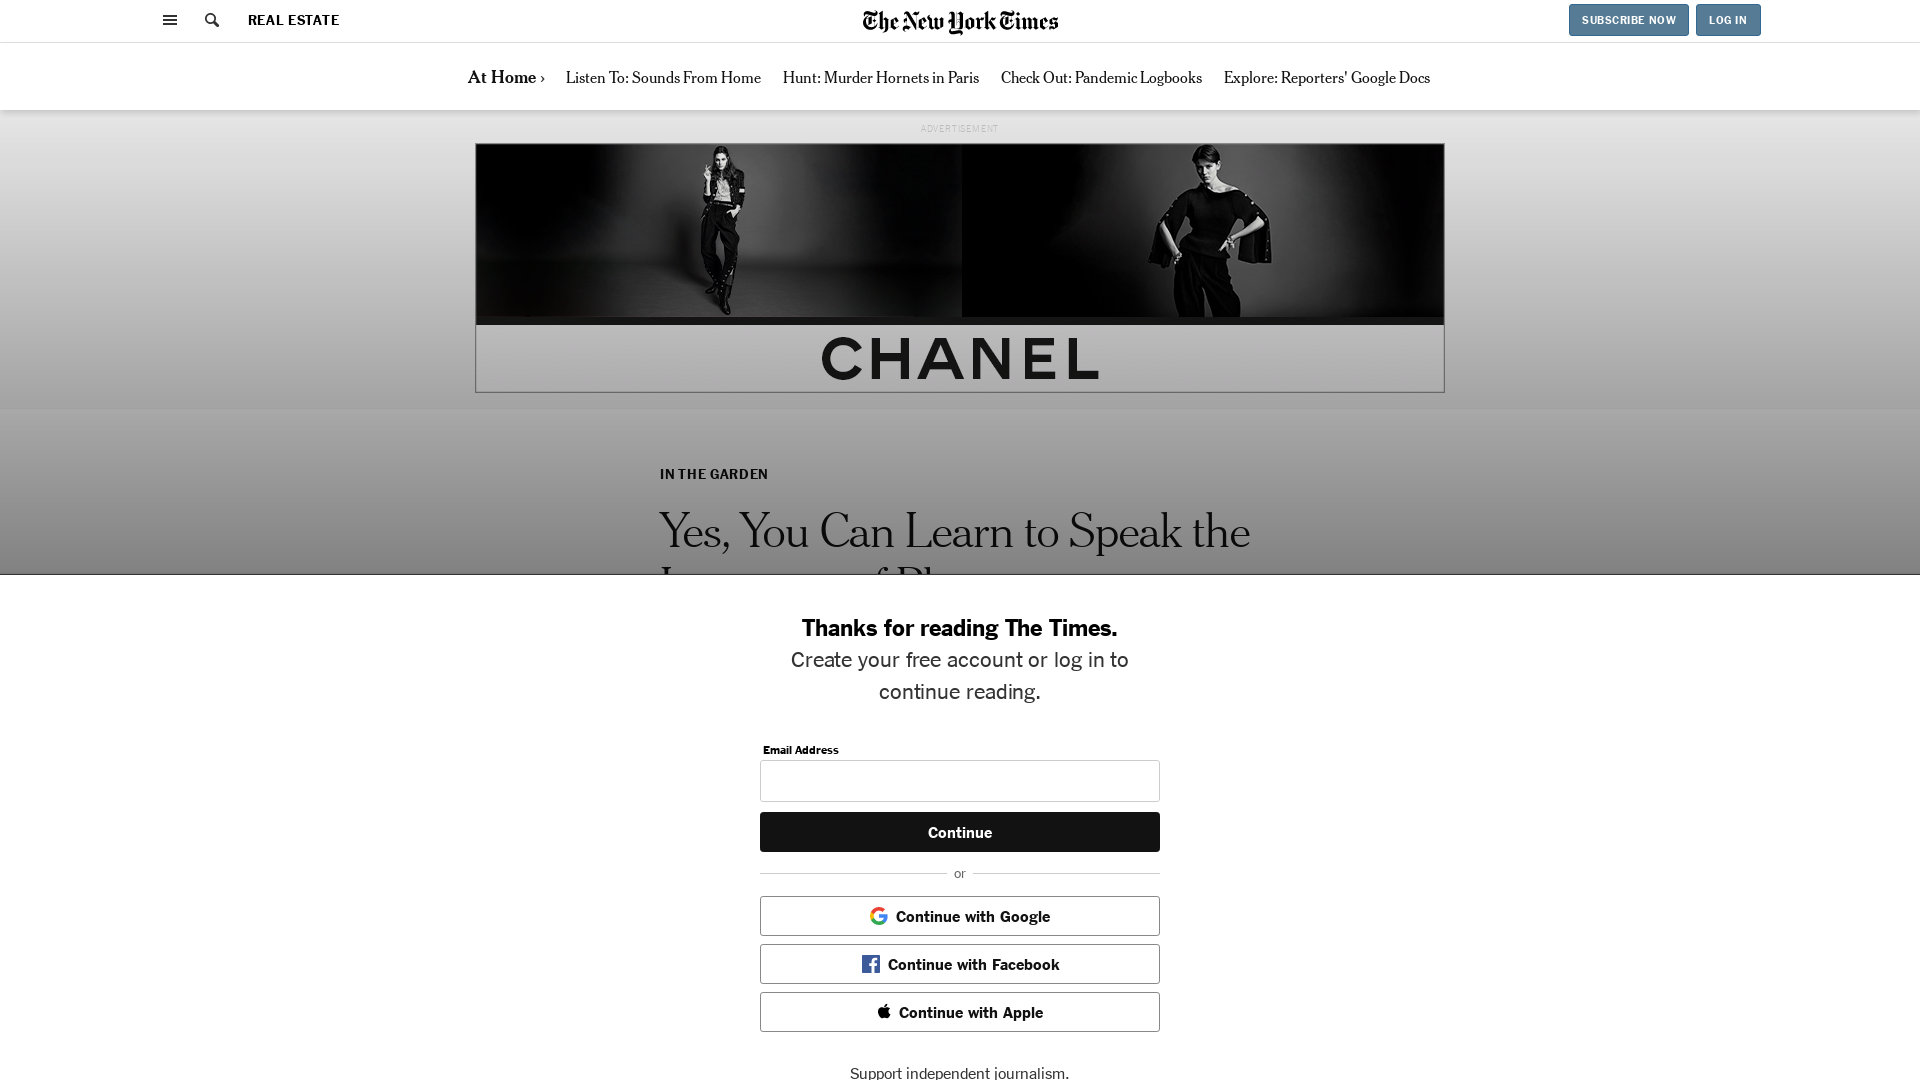 REAL ESTATE
The New York Times
SUBSCRIBE NOW
LOG IN
At Home ›
Listen To: Sounds From Home
Hunt: Murder Hornets in Paris
Check Out: Pandemic Logbooks
Explore: Reporters' Google Docs
ADVERTISEMENT
CHANEL
IN THE GARDEN
Yes, You Can Learn to Speak the
Thanks for reading The Times.
Create your free account or log in to
continue reading.
Email Address
Continue
or
Continue with Google
Continue with Facebook
Continue with Apple
Support independent journalism.